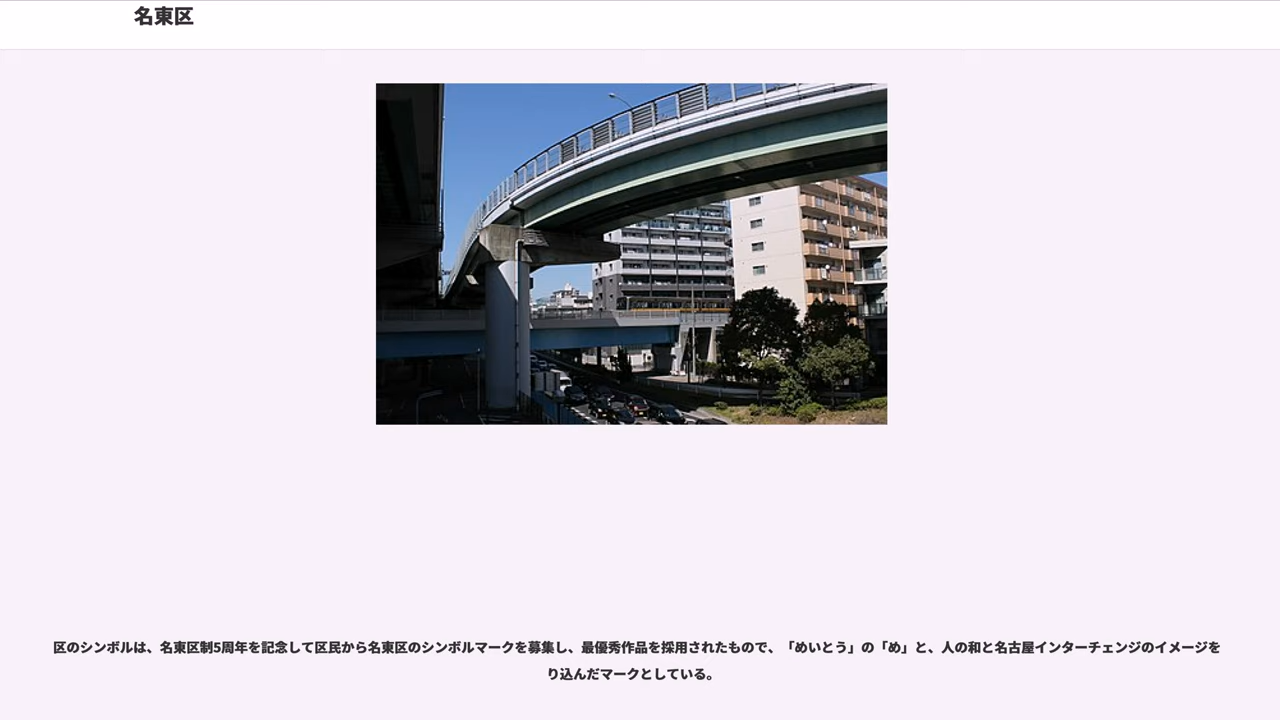 名東区
区のシンボルは、名東区制5周年を記念して区民から名東区のシンボルマークを募集し、最優秀作品を採用されたもので、「めいとう」の「め」と、人の和と名古屋インターチェンジのイメージを
り込んだマークとしている。